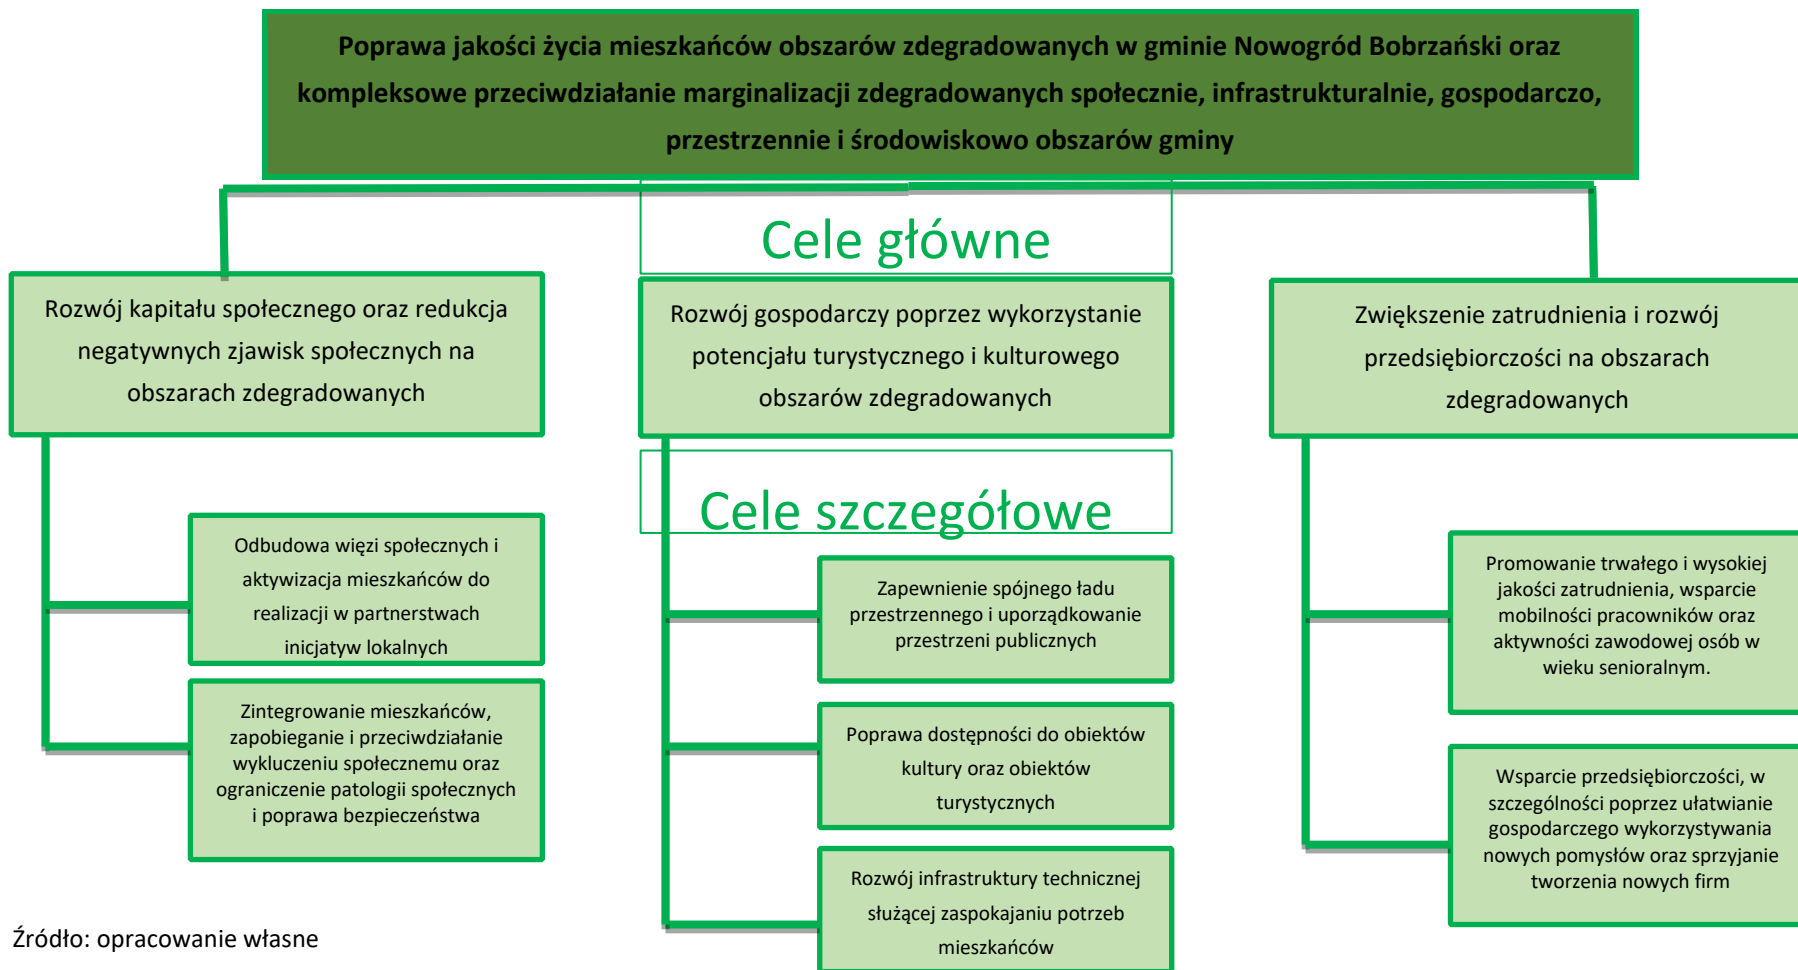 Poprawa jakości życia mieszkańców obszarów zdegradowanych w gminie Nowogród Bobrzański oraz
kompleksowe przeciwdziałanie marginalizacji zdegradowanych społecznie, infrastrukturalnie, gospodarczo,
przestrzennie i środowiskowo obszarów gminy
Cele główne
Rozwój kapitału społecznego oraz redukcja
negatywnych zjawisk społecznych na
obszarach zdegradowanych
Rozwój gospodarczy poprzez wykorzystanie
potencjału turystycznego i kulturowego
obszarów zdegradowanych
Zwiększenie zatrudnienia i rozwój
przedsiębiorczości na obszarach
zdegradowanych
Cele szczegółowe
Odbudowa więzi społecznych i
aktywizacja mieszkańców do
realizacji w partnerstwach
inicjatyw lokalnych
Zintegrowanie mieszkańców,
zapobieganie i przeciwdziałanie
wykluczeniu społecznemu oraz
ograniczenie patologii społecznych
i poprawa bezpieczeństwa
Zapewnienie spójnego ładu
przestrzennego i uporządkowanie
przestrzeni publicznych
Poprawa dostępności do obiektów
kultury oraz obiektów
turystycznych
Rozwój infrastruktury technicznej
służącej zaspokajaniu potrzeb
mieszkańców
Promowanie trwałego i wysokiej
jakości zatrudnienia, wsparcie
mobilności pracowników oraz
aktywności zawodowej osób w
wieku senioralnym.
Wsparcie przedsiębiorczości, w
szczególności poprzez ułatwianie
gospodarczego wykorzystywania
nowych pomysłów oraz sprzyjanie
tworzenia nowych firm
Źródło: opracowanie własne